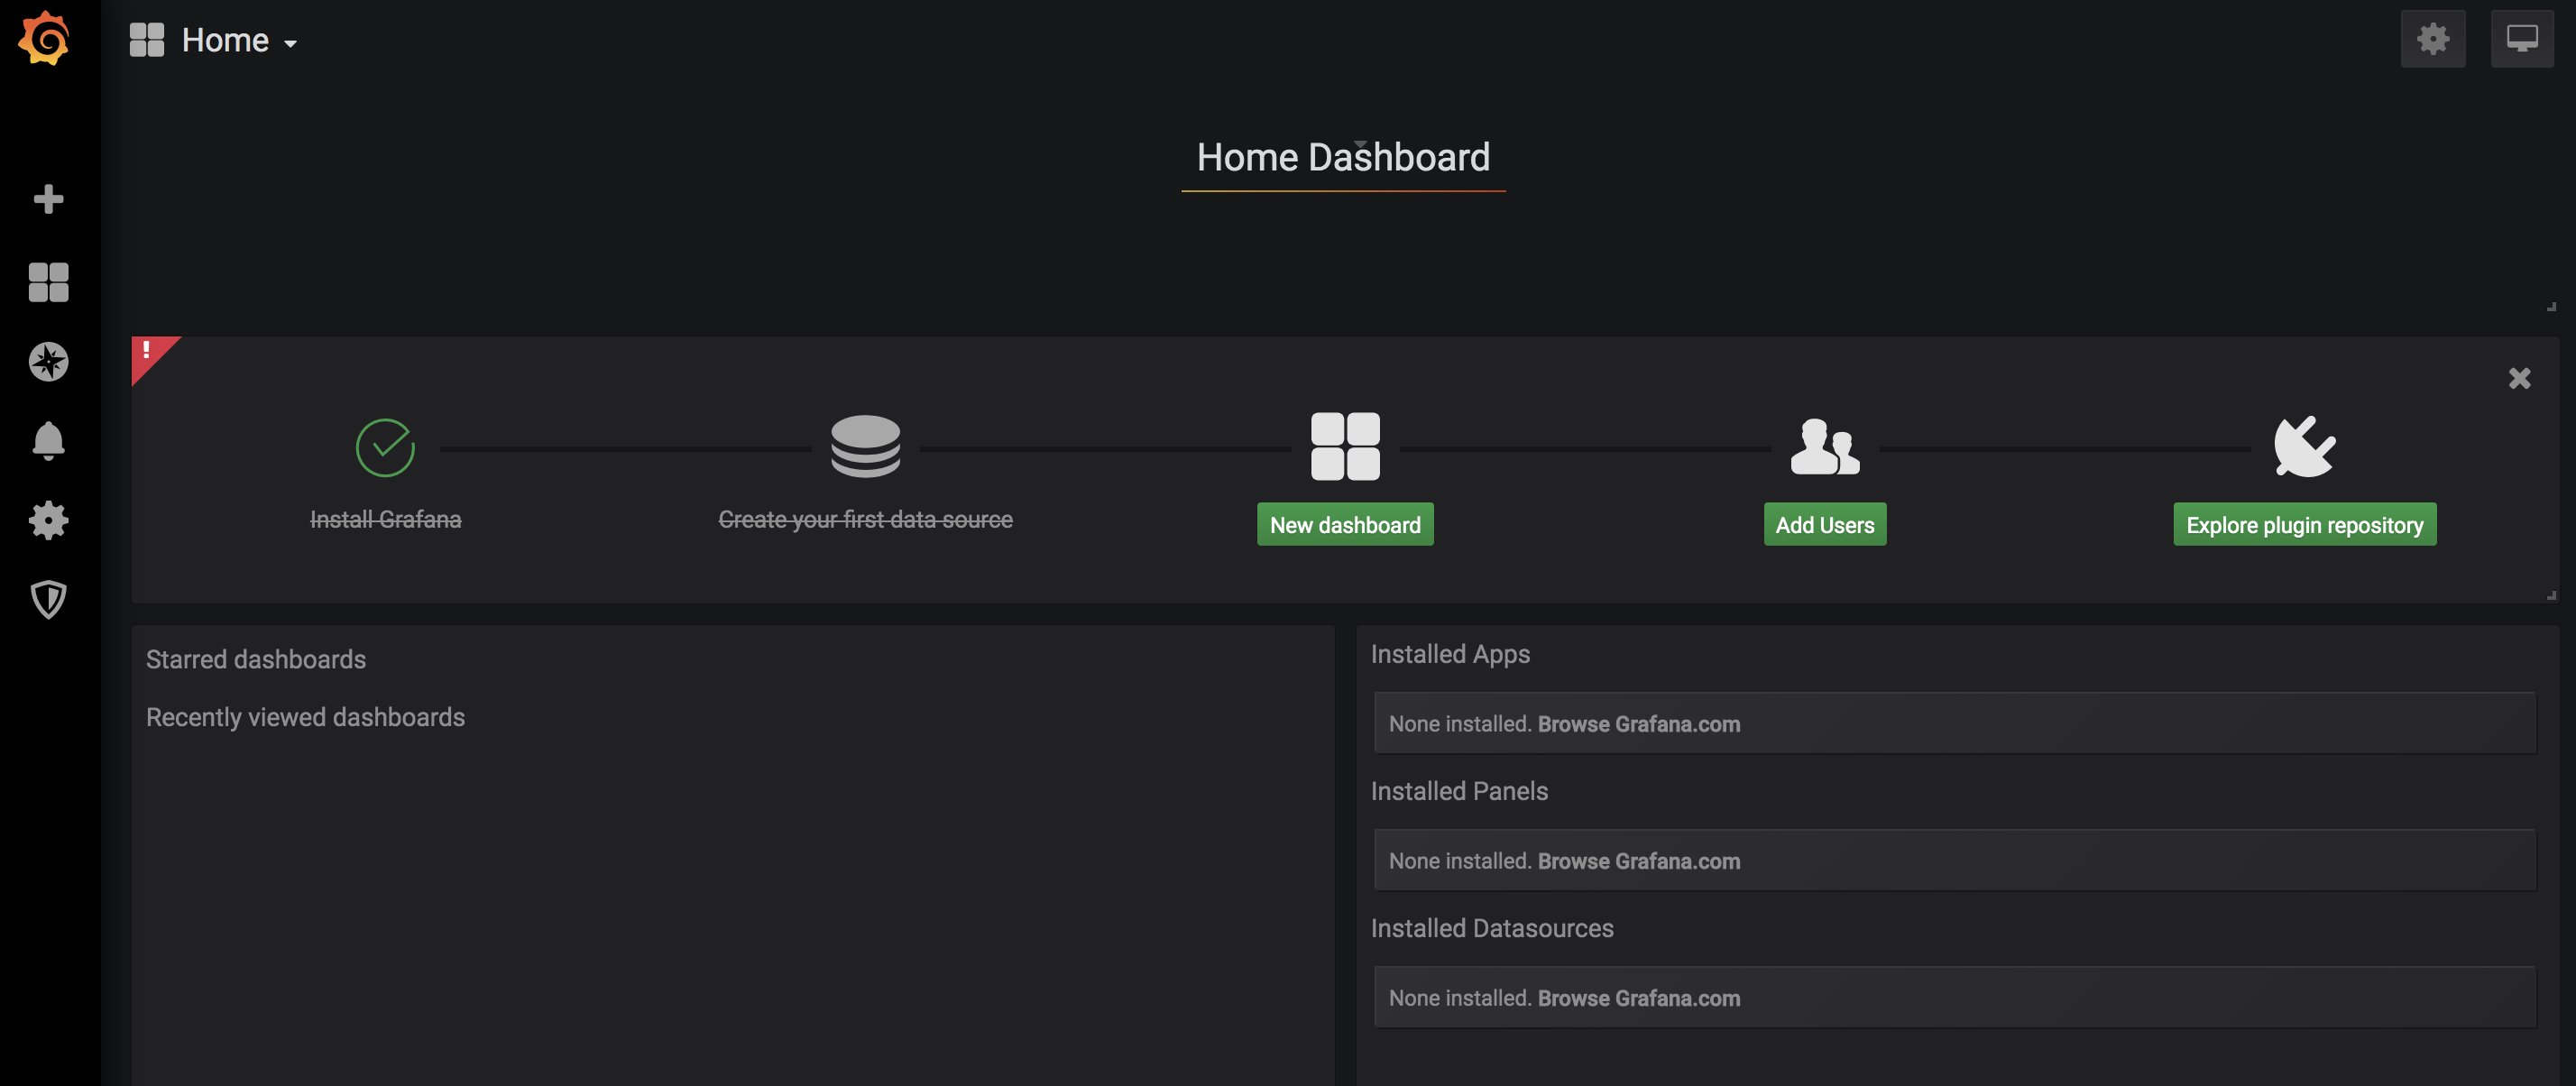 Home
Home Dashboard
!
Install Grafana
Create your first data source
New dashboard
Add Users
Explore plugin repository
Starred dashboards
Recently viewed dashboards
Installed Apps
None installed. Browse Grafana.com
Installed Panels
None installed. Browse Grafana.com
Installed Datasources
None installed. Browse Grafana.com